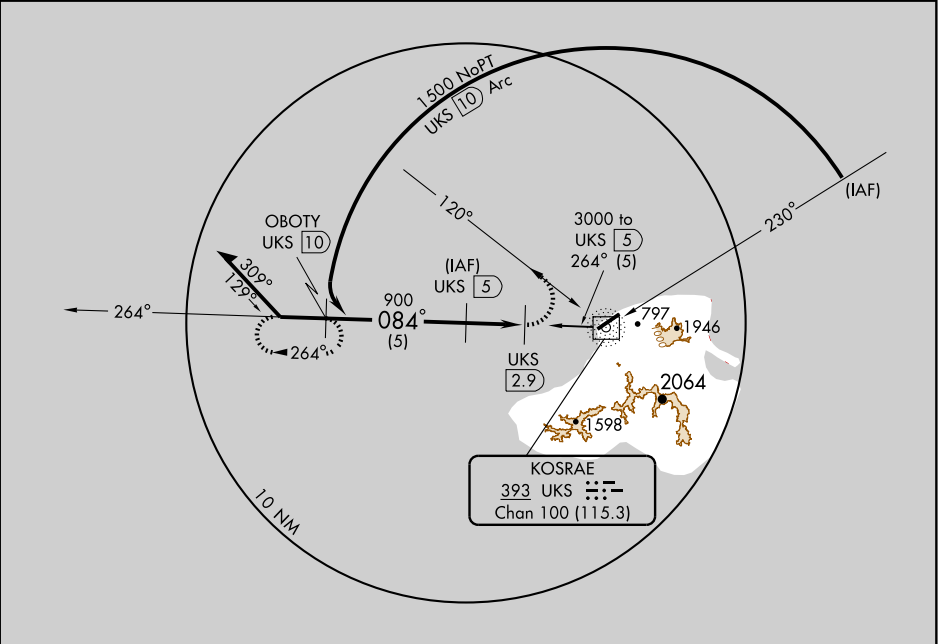 1500 NoPT
UKS 10 Arc
(IAF)
230°
120°
OBOTY
UKS 10
3000 to
UKS 5
264° (5)
(IAF)
UKS 5
309°
129°
264°
900
084°
(5)
264°
797
1946
UKS
2.9
2064
1598
KOSRAE
393 UKS
Chan 100 (115.3)
10 NM